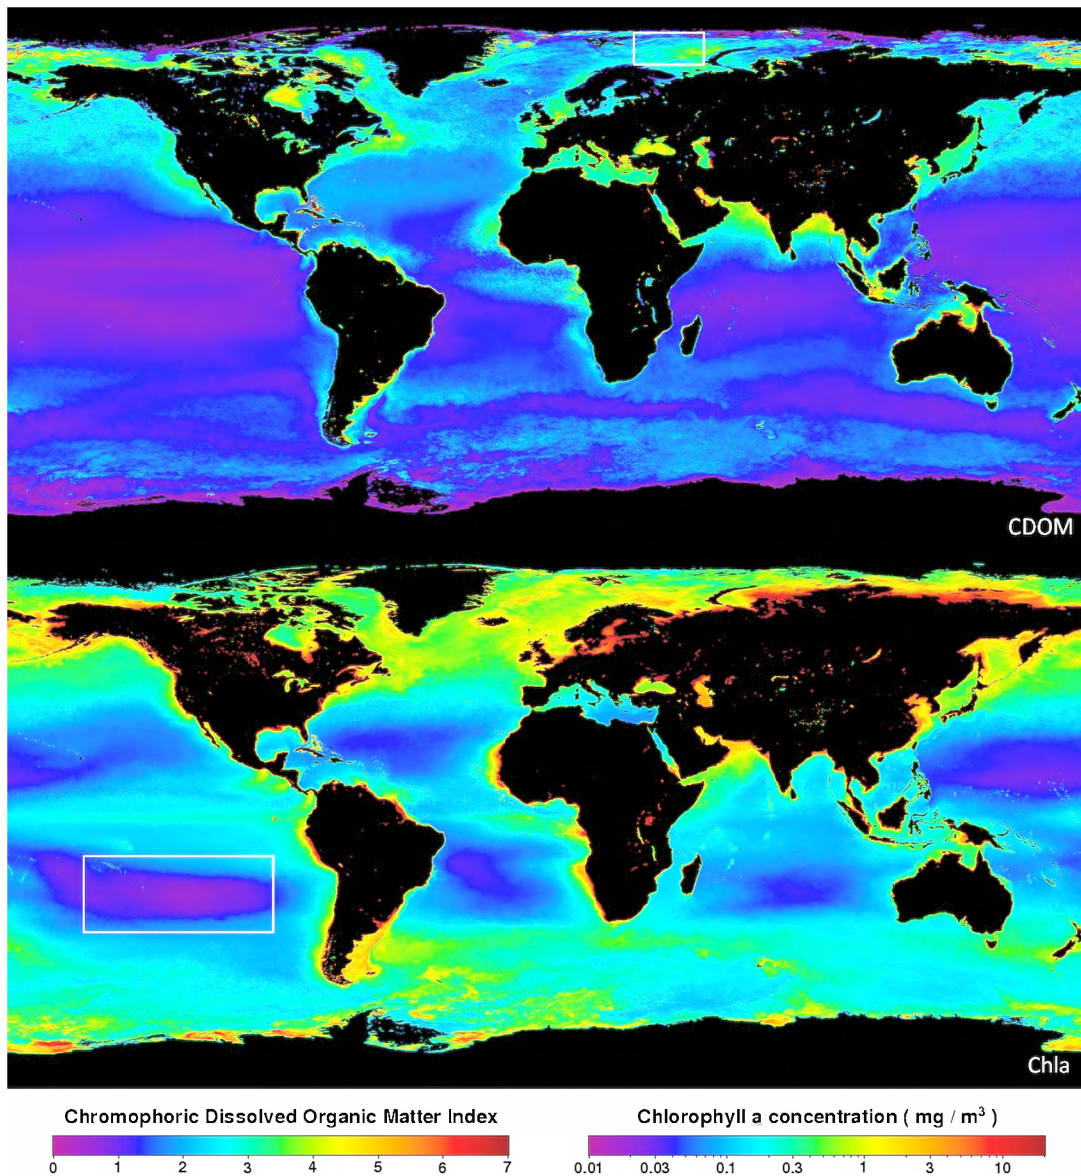 CDOM
Chla
Chromophoric Dissolved Organic Matter Index
0 1 2 3 4 5 6 7
Chlorophyll a concentration ( mg / m³ )
0.01 0.03 0.1 0.3 1 3 10